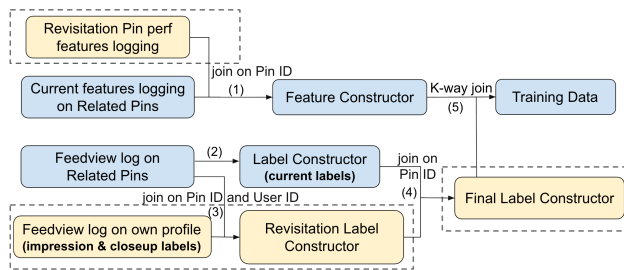 Revisitation Pin perf
features logging
join on Pin ID
Current features logging
on Related Pins
(1)
Feature Constructor
K-way join
(5)
Training Data
Feedview log on
Related Pins
(2)
Label Constructor
(current labels)
join on
Pin ID
(4)
join on Pin ID and User ID
(3)
Feedview log on own profile
(impression & closeup labels)
Revisitation Label
Constructor
Final Label Constructor